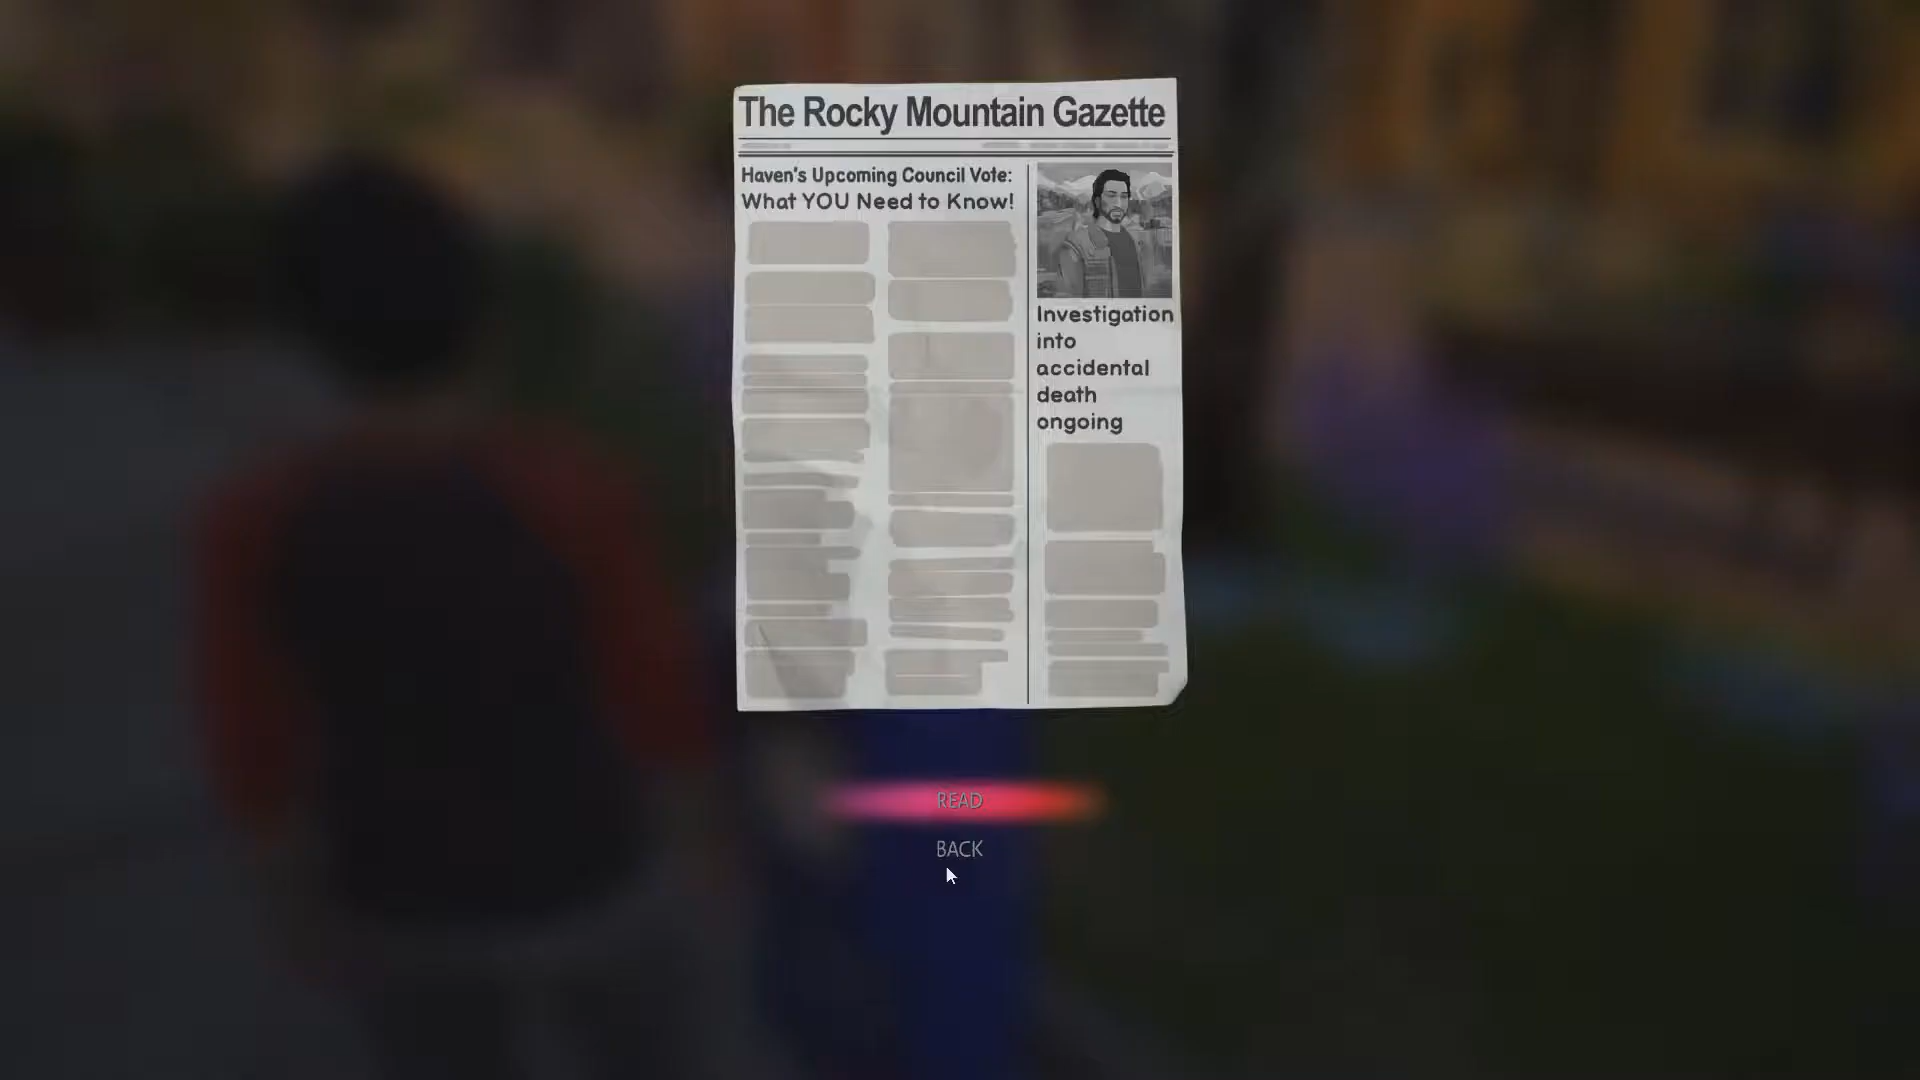 The Rocky Mountain Gazette
Haven's Upcoming Council Vote:
What YOU Need to Know!
Investigation
into
accidental
death
ongoing
READ
BACK